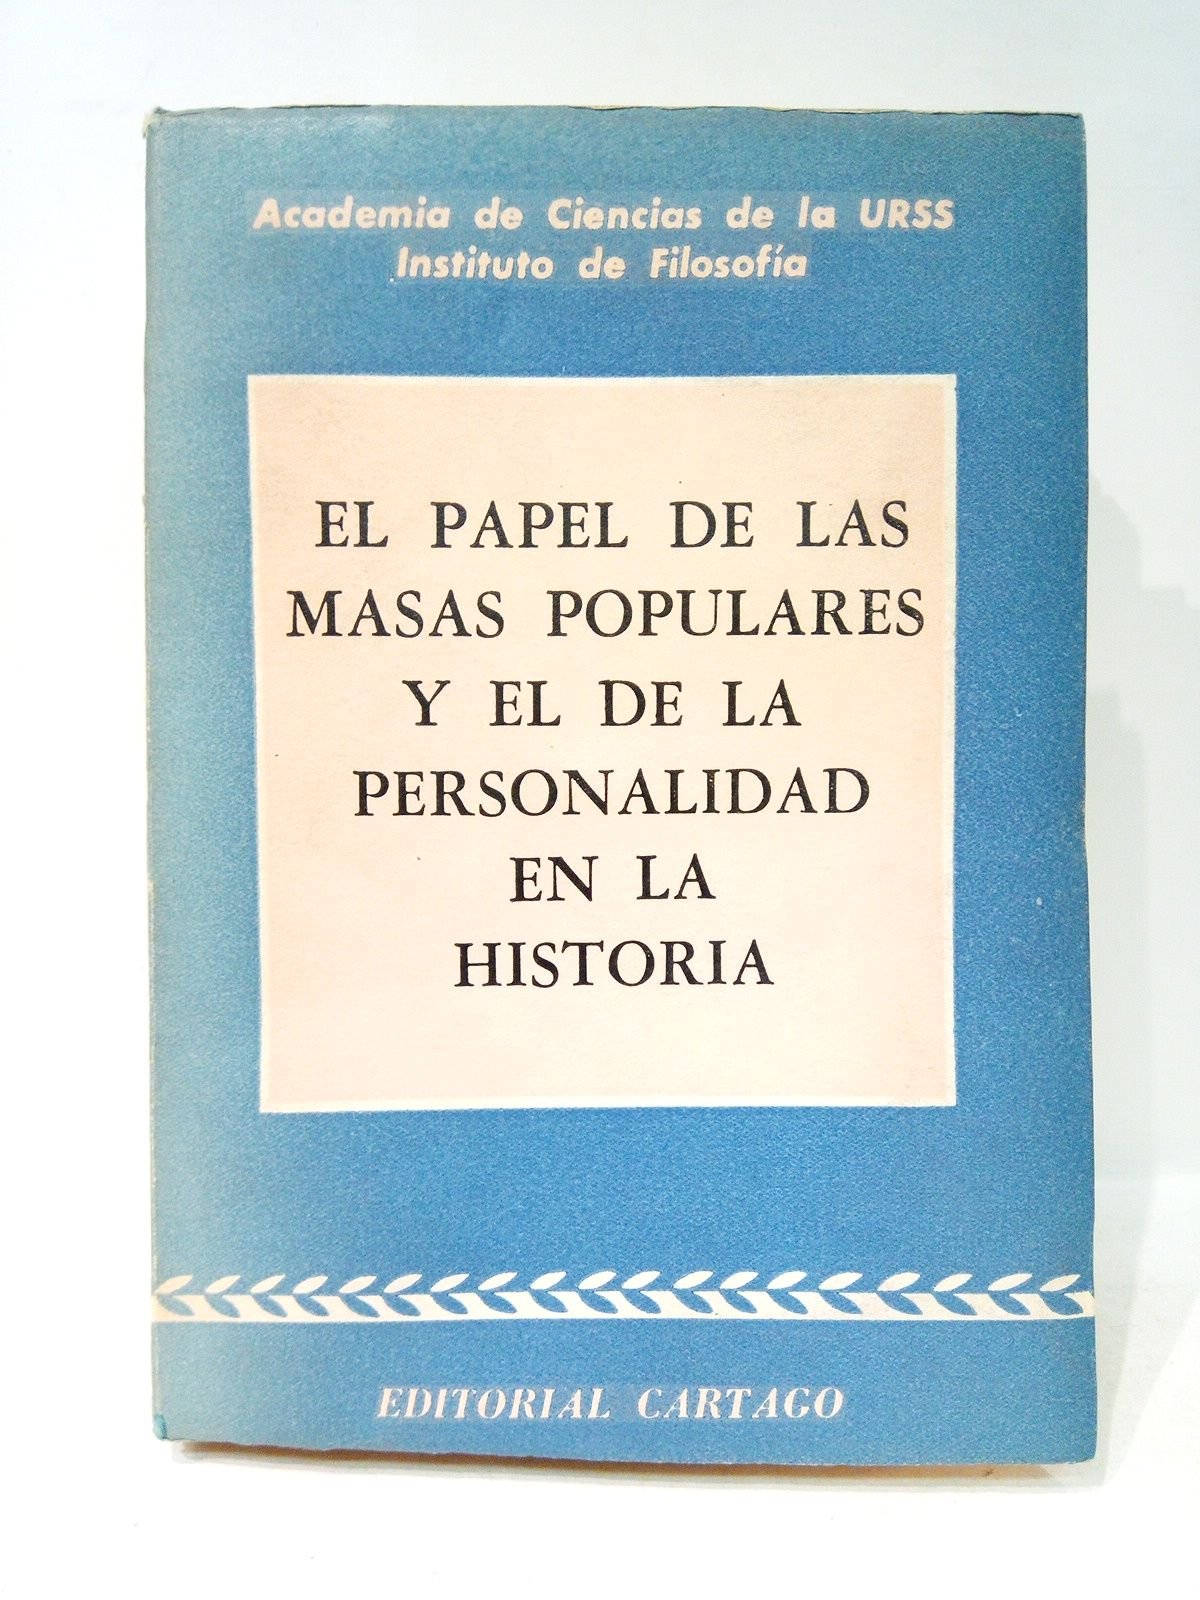 Academia de Ciencias de la URSS
Instituto de Filosofía
EL PAPEL DE LAS
MASAS POPULARES
Y EL DE LA
PERSONALIDAD
EN LA
HISTORIA
EDITORIAL CARTAGO